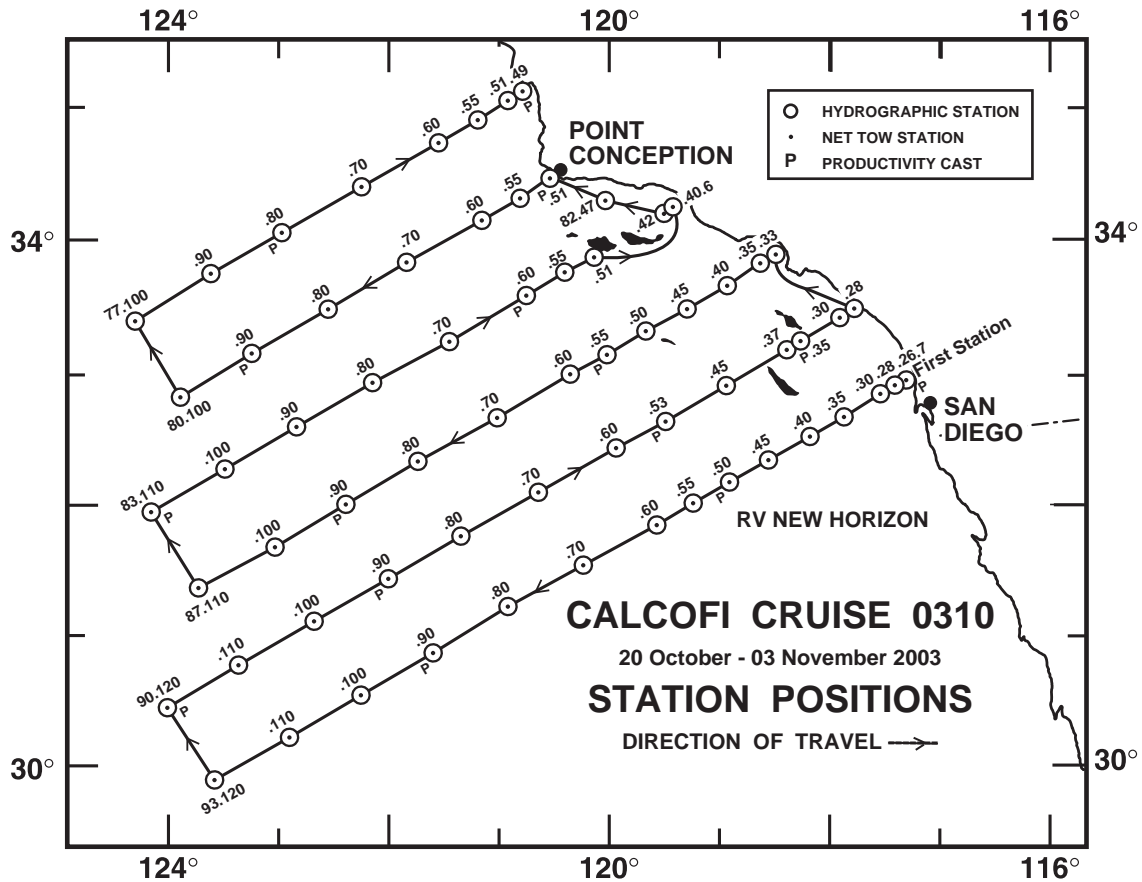 124° 120° 116°
.49
.51
.55
.60
P
.70
.80
P
.90
77.100
HYDROGRAPHIC STATION
NET TOW STATION
P PRODUCTIVITY CAST
POINT
CONCEPTION
P .51
.55
.60
.70
.80
.90
P
80.100
82.47
.42
.40.6
34° 34°
.51
.55
.60
P
.70
.80
.90
.100
83.110
P
.33
.35
.40
.45
.50
.55
P
.60
.70
.80
.90
P
.100
87.110
.28
.30
P.35
.37
.45
.53
P
.60
.70
.80
.90
P
.100
.110
90.120
P
First Station
P
.26.7
.28
.30
.35
.40
.45
.50
P
.55
.60
.70
.80
.90
P
.100
.110
93.120
SAN
DIEGO
RV NEW HORIZON
CALCOFI CRUISE 0310
20 October - 03 November 2003
STATION POSITIONS
DIRECTION OF TRAVEL
30° 30°
124° 120° 116°